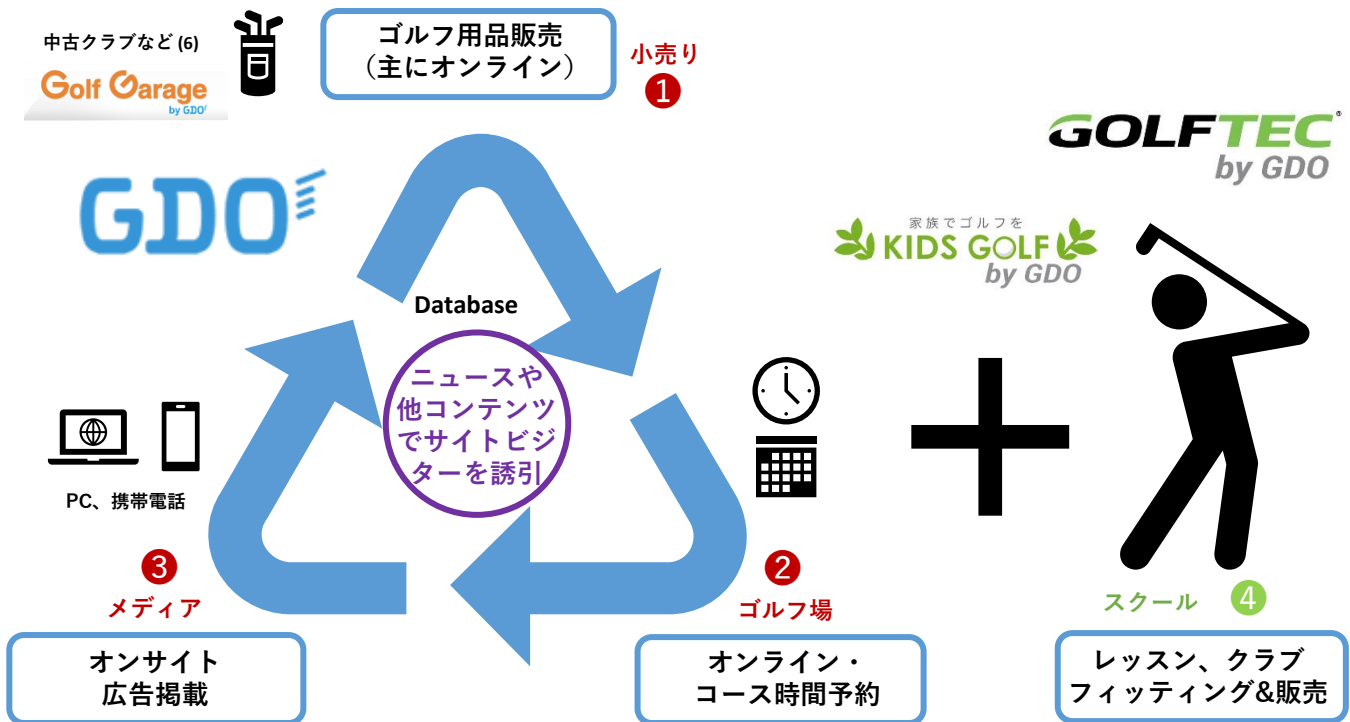 中古クラブなど (6)
Golf Garage
by GDO
ゴルフ用品販売
（主にオンライン）
小売り
1
GDO
GOLFTEC
by GDO
家族でゴルフを
KIDS GOLF
by GDO
Database
ニュースや
他コンテンツ
でサイトビジ
ターを誘引
PC、携帯電話
3
メディア
オンサイト
広告掲載
2
ゴルフ場
オンライン・
コース時間予約
スクール 4
レッスン、クラブ
フィッティング&販売